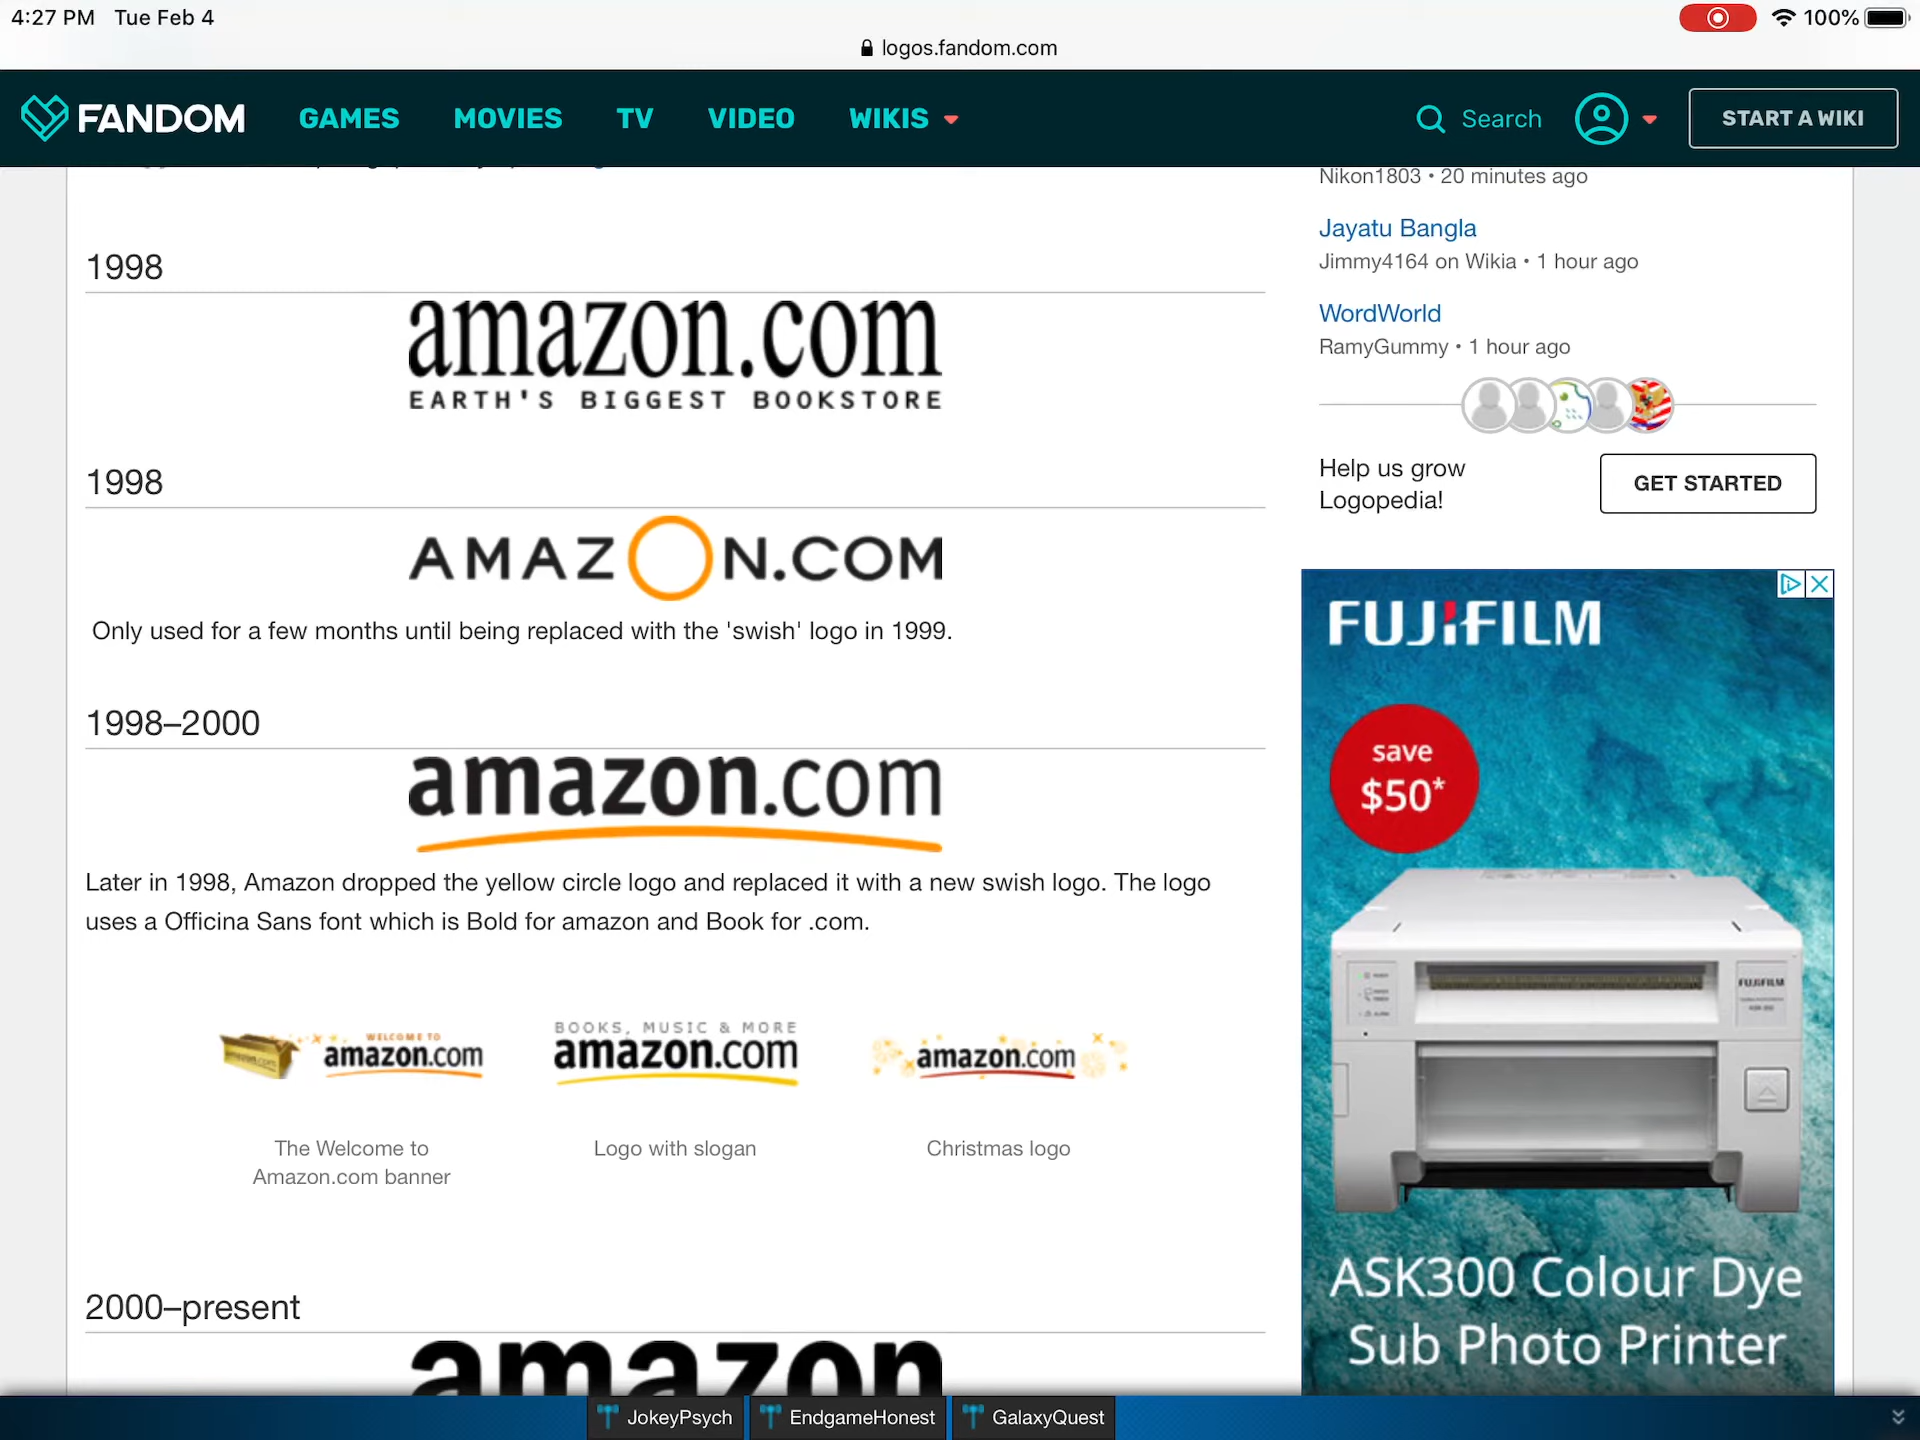 4:27 PM Tue Feb 4
100%
logos.fandom.com
FANDOM
GAMES
MOVIES
TV
VIDEO
WIKIS
Search
START A WIKI
1998
amazon.com
EARTH'S BIGGEST BOOKSTORE
1998
AMAZON.COM
Only used for a few months until being replaced with the 'swish' logo in 1999.
1998–2000
amazon.com
Later in 1998, Amazon dropped the yellow circle logo and replaced it with a new swish logo. The logo
uses a Officina Sans font which is Bold for amazon and Book for .com.
WELCOME TO
amazon.com
BOOKS, MUSIC & MORE
amazon.com
amazon.com
The Welcome to
Amazon.com banner
Logo with slogan
Christmas logo
2000–present
amazon
Nikon1803 • 20 minutes ago
Jayatu Bangla
Jimmy4164 on Wikia • 1 hour ago
WordWorld
RamyGummy • 1 hour ago
Help us grow
Logopedia!
GET STARTED
FUJIFILM
save
$50*
FUJIFILM
ASK300 Colour Dye
Sub Photo Printer
JokeyPsych
EndgameHonest
GalaxyQuest